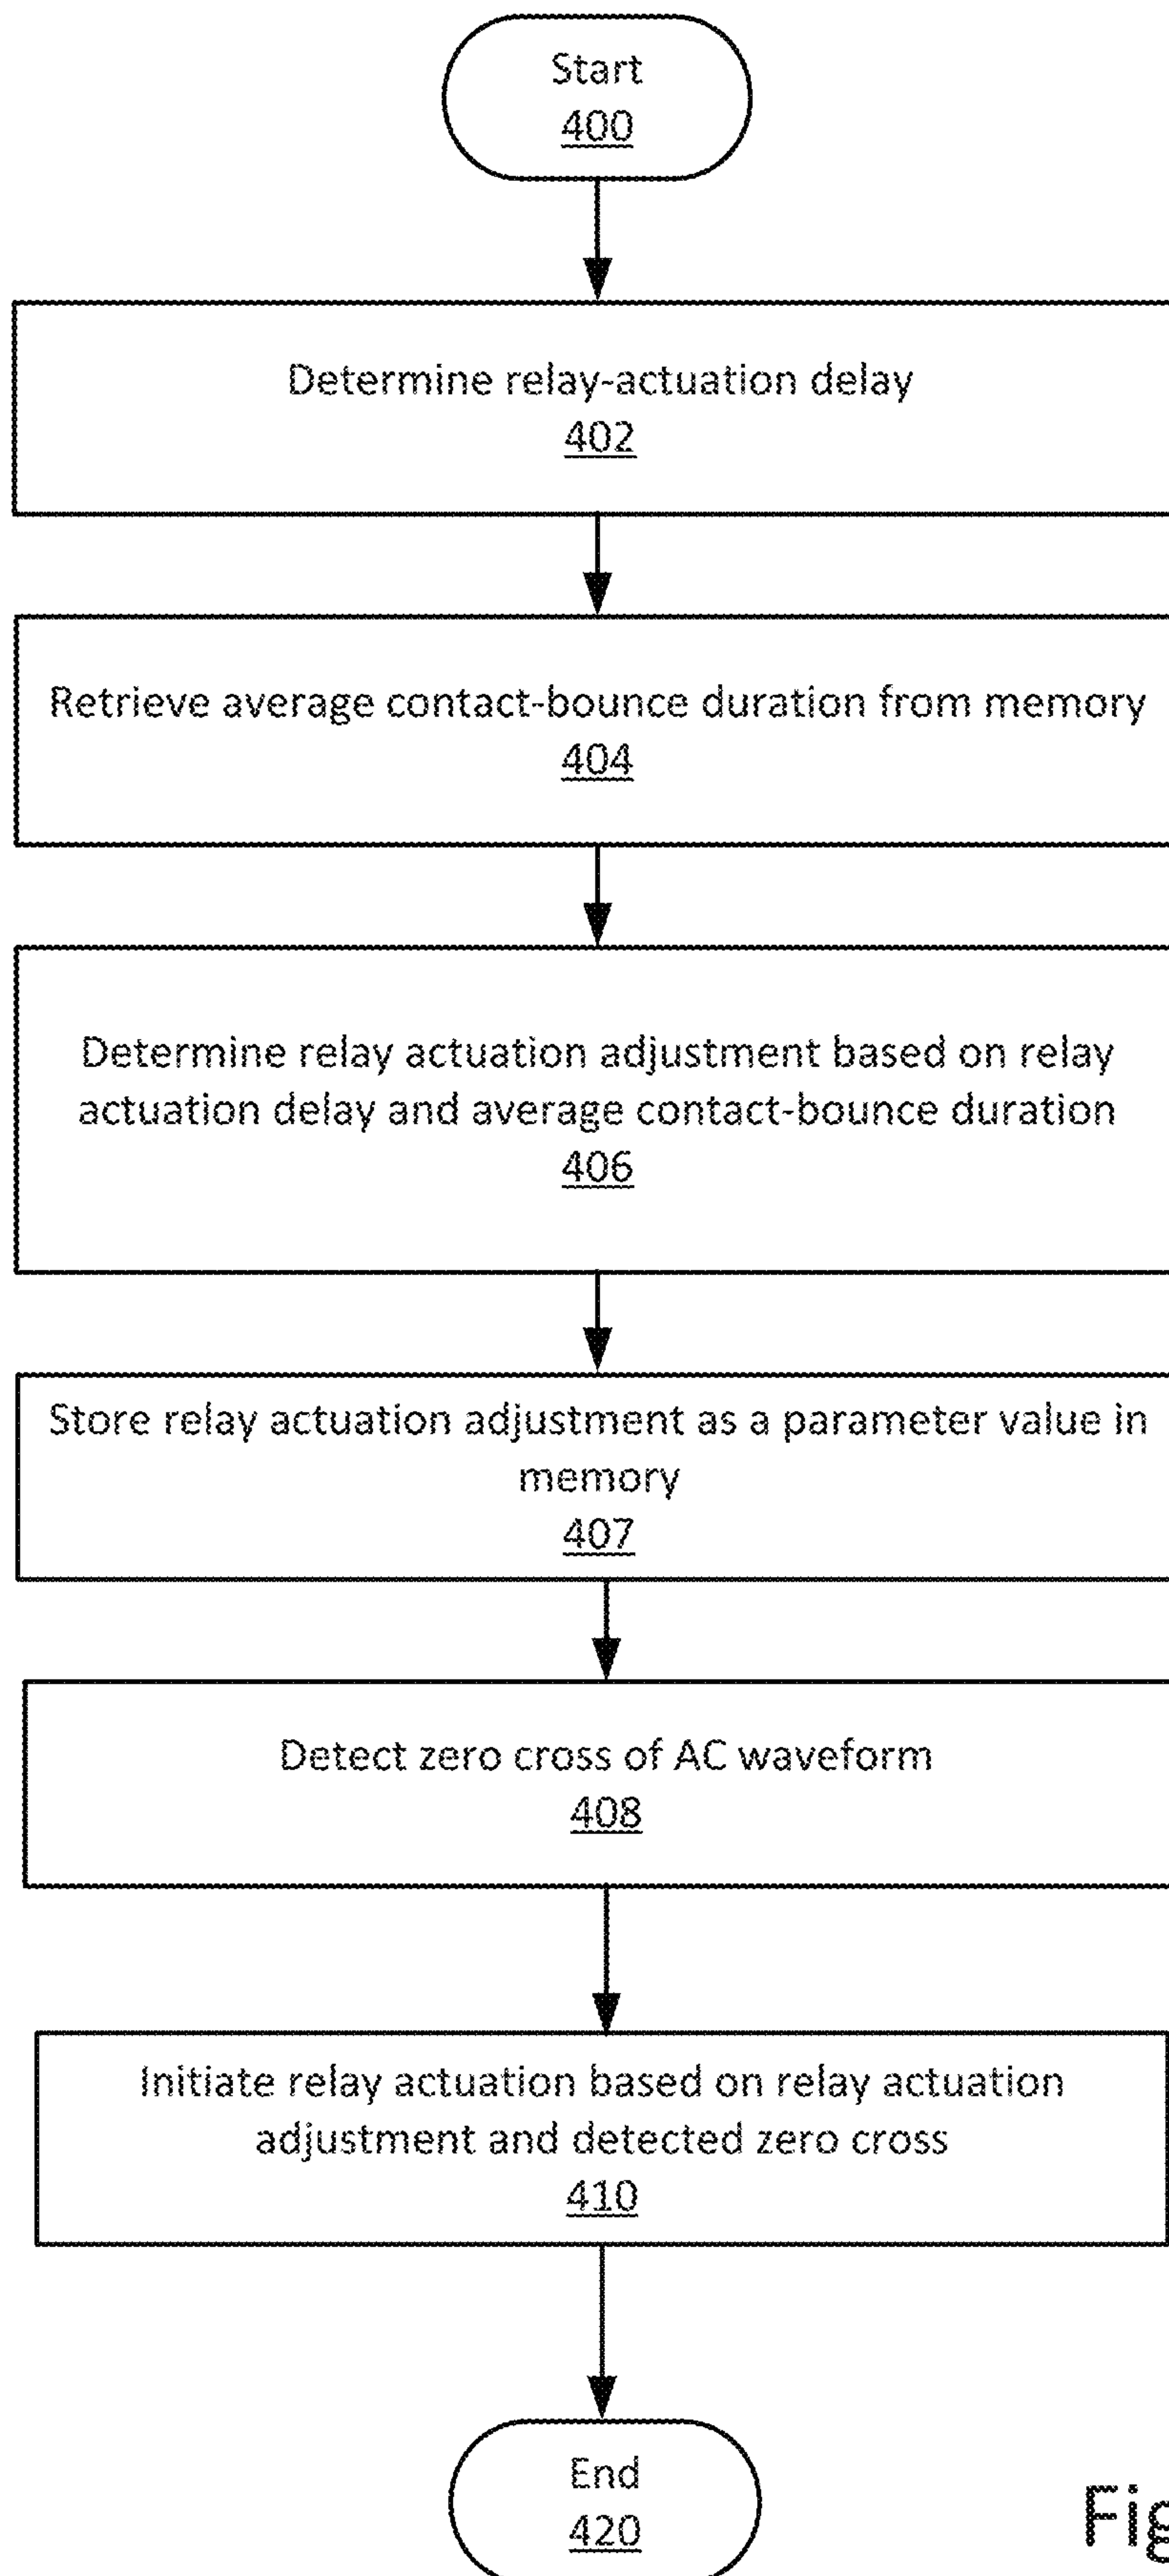 Start
400
Determine relay-actuation delay
402
Retrieve average contact-bounce duration from memory
404
Determine relay actuation adjustment based on relay
actuation delay and average contact-bounce duration
406
Store relay actuation adjustment as a parameter value in
memory
407
Detect zero cross of AC waveform
408
Initiate relay actuation based on relay actuation
adjustment and detected zero cross
410
End
420
Fig